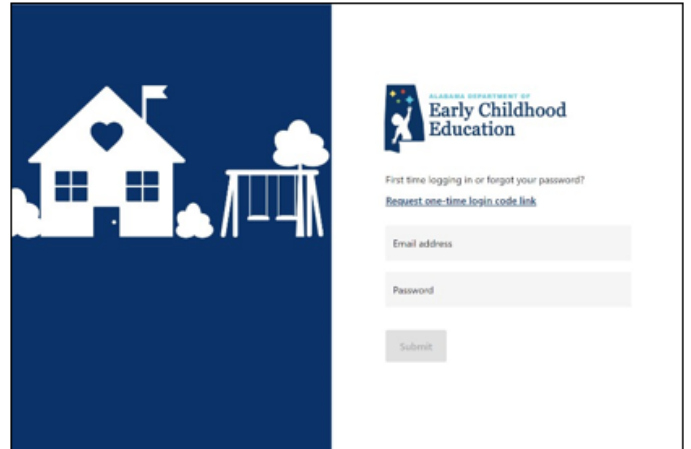 ALABAMA DEPARTMENT OF
Early Childhood
Education
First time logging in or forgot your password?
Request one-time login code link
Email address
Password
Submit